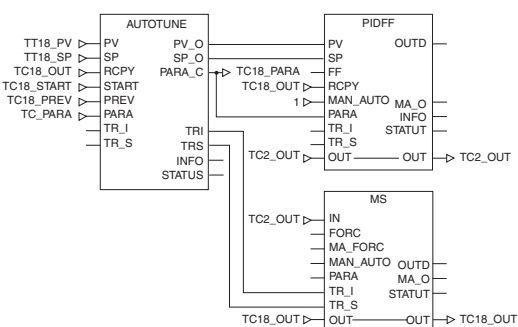 AUTOTUNE
TT18_PV PV PV_O
TT18_SP SP SP_O
TC18_OUT RCPY PARA_C
TC18_START START
TC18_PREV PREV
TC_PARA PARA
TR_I TRI
TR_S TRS
INFO
STATUS
TC18_PARA
PIDFF
PV OUTD
SP
FF
TC18_OUT RCPY
1 MAN_AUTO MA_O
PARA INFO
TR_I STATUT
TR_S
TC2_OUT OUT OUT TC2_OUT
MS
TC2_OUT IN
FORC
MA_FORC
MAN_AUTO OUTD
PARA MA_O
TR_I STATUT
TR_S
TC18_OUT OUT OUT TC18_OUT